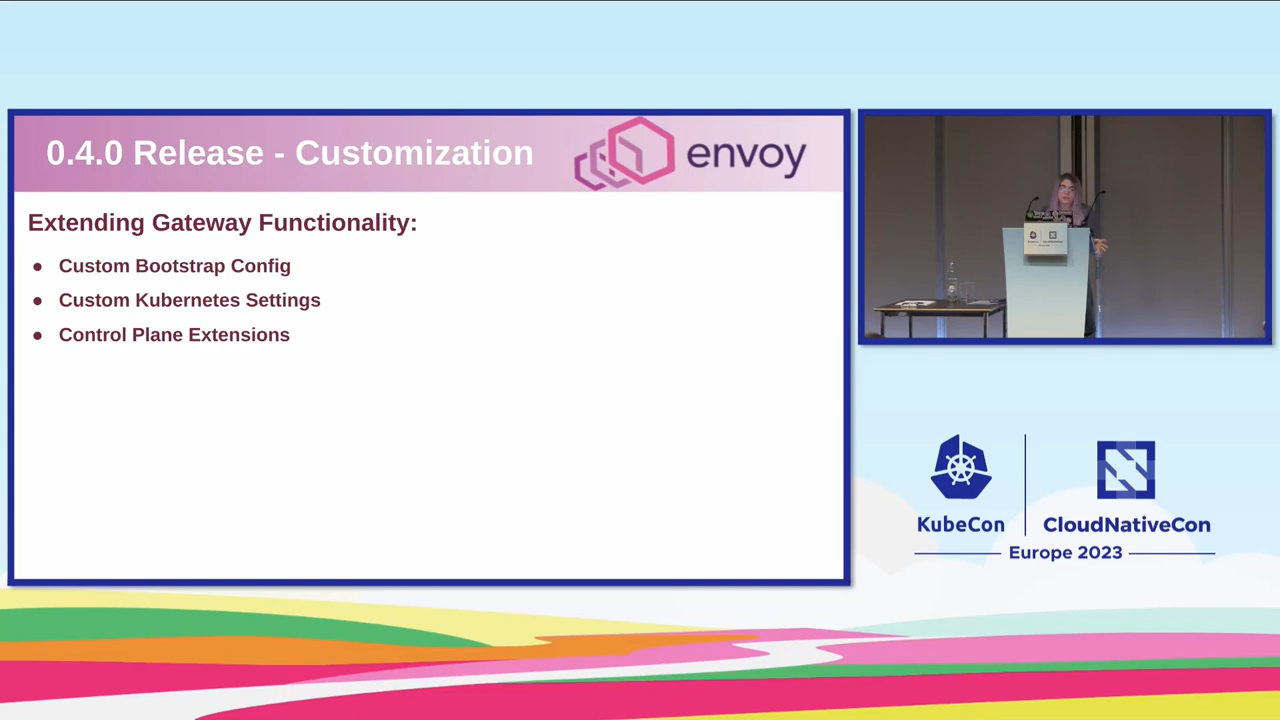 0.4.0 Release - Customization
envoy
Extending Gateway Functionality:
● Custom Bootstrap Config
● Custom Kubernetes Settings
● Control Plane Extensions
KubeCon
CloudNativeCon
Europe 2023